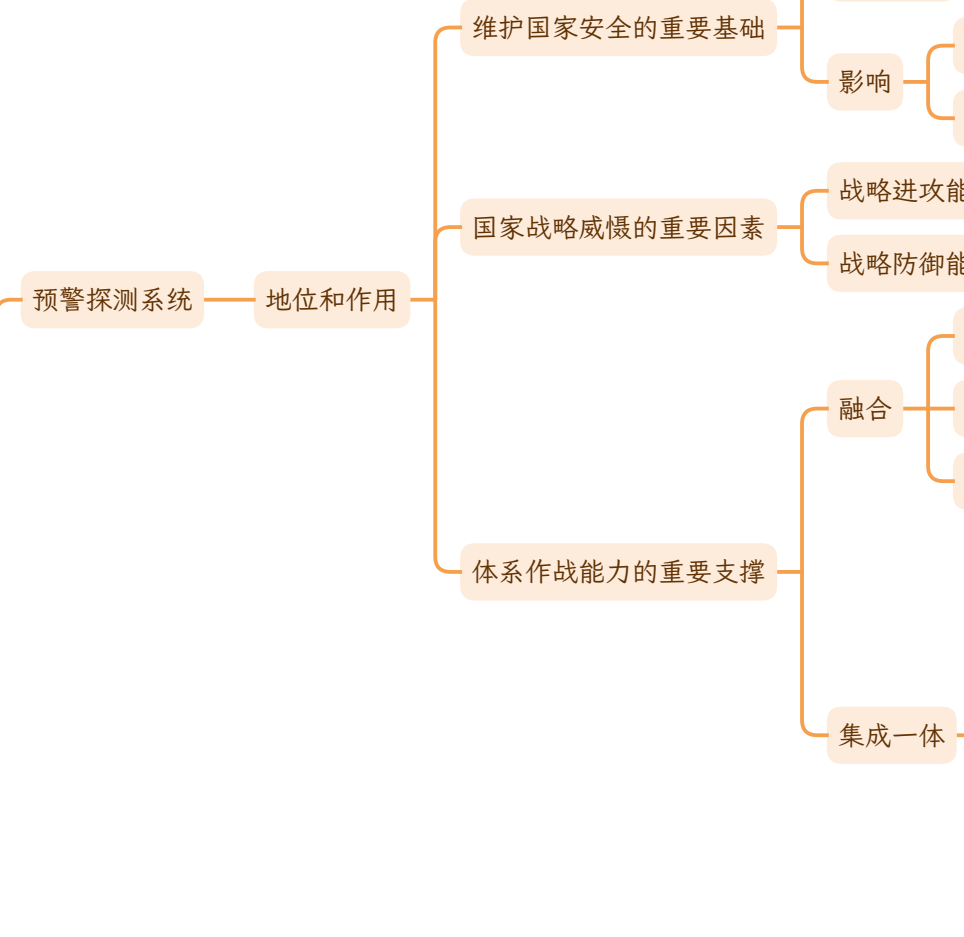 维护国家安全的重要基础
影响
战略进攻能
国家战略威慑的重要因素
战略防御能
预警探测系统
地位和作用
融合
体系作战能力的重要支撑
集成一体